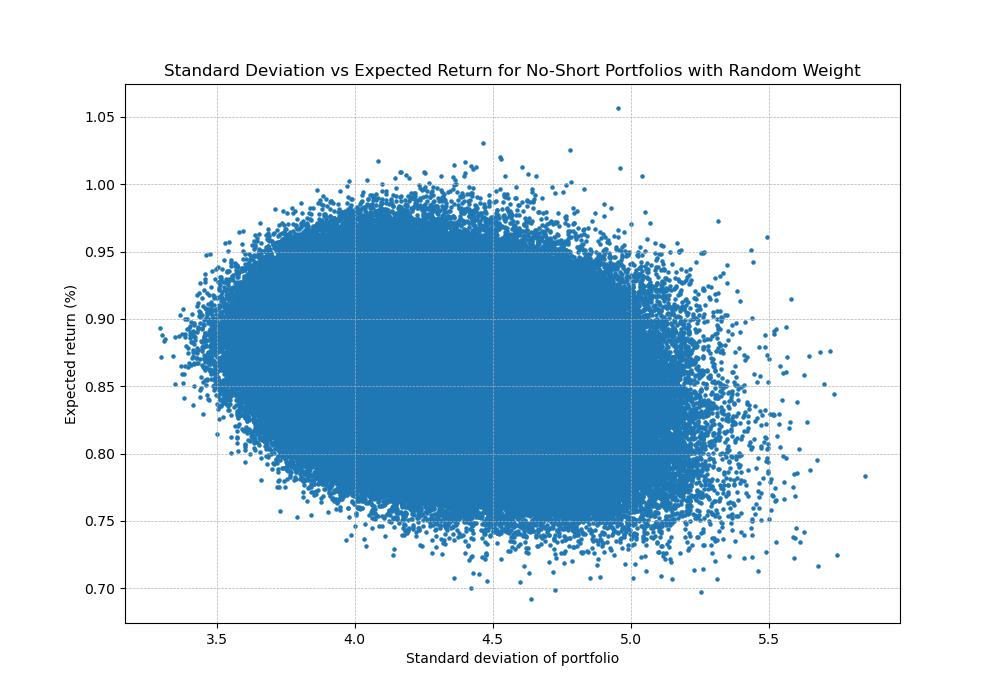 Standard Deviation vs Expected Return for No-Short Portfolios with Random Weight
1.05
1.00
0.95
0.90
0.85
0.80
0.75
0.70
Expected return (%)
3.5 4.0 4.5 5.0 5.5
Standard deviation of portfolio